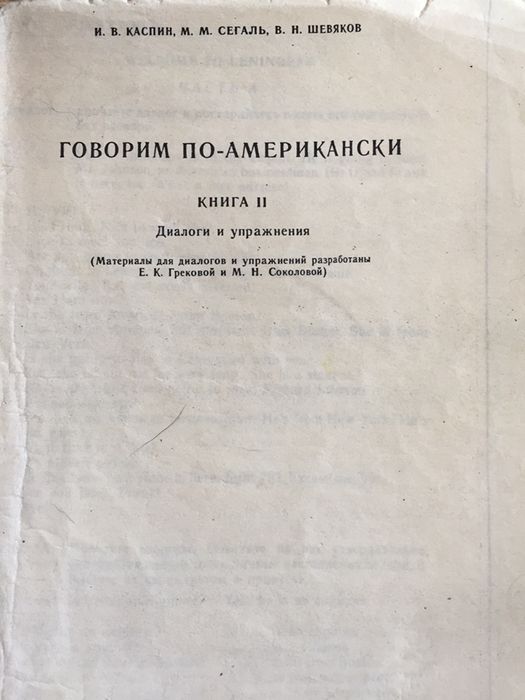 И. В. КАСПИН, М. М. СЕГАЛЬ, В. Н. ШЕВЯКОВ
ГОВОРИМ ПО-АМЕРИКАНСКИ
КНИГА II
Диалоги и упражнения
(Материалы для диалогов и упражнений разработаны
Е. К. Грековой и М. Н. Соколовой)